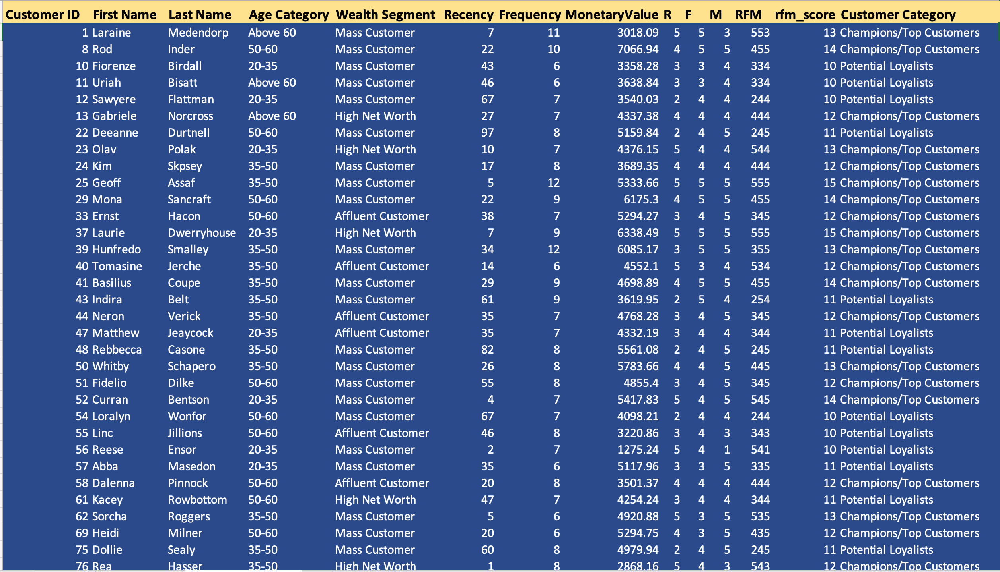 Customer ID First Name Last Name Age Category Wealth Segment Recency Frequency MonetaryValue R F M RFM rfm_score Customer Category
1 Laraine Medendorp Above 60 Mass Customer 7 11 3018.09 5 5 3 553 13 Champions/Top Customers
8 Rod Inder 50-60 Mass Customer 22 10 7066.94 4 5 5 455 14 Champions/Top Customers
10 Fiorenze Birdall 20-35 Mass Customer 43 6 3358.28 3 3 4 334 10 Potential Loyalists
11 Uriah Bisatt Above 60 Mass Customer 46 6 3638.84 3 3 4 334 10 Potential Loyalists
12 Sawyere Flattman 20-35 Mass Customer 67 7 3540.03 2 4 4 244 10 Potential Loyalists
13 Gabriele Norcross Above 60 High Net Worth 27 7 4337.38 4 4 4 444 12 Champions/Top Customers
22 Deeanne Durtnell 50-60 Mass Customer 97 8 5159.84 2 4 5 245 11 Potential Loyalists
23 Olav Polak 20-35 High Net Worth 10 7 4376.15 5 4 4 544 13 Champions/Top Customers
24 Kim Skpsey 35-50 Mass Customer 17 8 3689.35 4 4 4 444 12 Champions/Top Customers
25 Geoff Assaf 35-50 Mass Customer 5 12 5333.66 5 5 5 555 15 Champions/Top Customers
29 Mona Sancraft 50-60 Mass Customer 22 9 6175.3 4 5 5 455 14 Champions/Top Customers
33 Ernst Hacon 50-60 Affluent Customer 38 7 5294.27 3 4 5 345 12 Champions/Top Customers
37 Laurie Dwerryhouse 20-35 High Net Worth 7 9 6338.49 5 5 5 555 15 Champions/Top Customers
39 Hunfredo Smalley 35-50 Mass Customer 34 12 6085.17 3 5 5 355 13 Champions/Top Customers
40 Tomasine Jerche 35-50 Affluent Customer 14 6 4552.1 5 3 4 534 12 Champions/Top Customers
41 Basilius Coupe 35-50 Mass Customer 29 9 4698.89 4 5 5 455 14 Champions/Top Customers
43 Indira Belt 35-50 Mass Customer 61 9 3619.95 2 5 4 254 11 Potential Loyalists
44 Neron Verick 35-50 Affluent Customer 35 7 4768.28 3 4 5 345 12 Champions/Top Customers
47 Matthew Jeaycock 20-35 Affluent Customer 35 7 4332.19 3 4 4 344 11 Potential Loyalists
48 Rebbecca Casone 35-50 Mass Customer 82 8 5561.08 2 4 5 245 11 Potential Loyalists
50 Whitby Schapero 35-50 Mass Customer 26 8 5783.66 4 4 5 445 13 Champions/Top Customers
51 Fidelio Dilke 50-60 Mass Customer 55 8 4855.4 3 4 5 345 12 Champions/Top Customers
52 Curran Bentson 20-35 Mass Customer 4 7 5417.83 5 4 5 545 14 Champions/Top Customers
54 Loralyn Wonfor 50-60 Mass Customer 67 7 4098.21 2 4 4 244 10 Potential Loyalists
55 Linc Jillions 50-60 Affluent Customer 46 8 3220.86 3 4 3 343 10 Potential Loyalists
56 Reese Ensor 20-35 Mass Customer 2 7 1275.24 5 4 1 541 10 Potential Loyalists
57 Abba Masedon 20-35 Mass Customer 35 6 5117.96 3 3 5 335 11 Potential Loyalists
58 Dalenna Pinnock 50-60 Affluent Customer 20 8 3501.37 4 4 4 444 12 Champions/Top Customers
61 Kacey Rowbottom 50-60 High Net Worth 47 7 4254.24 3 4 4 344 11 Potential Loyalists
62 Sorcha Roggers 35-50 Mass Customer 5 6 4920.88 5 3 5 535 13 Champions/Top Customers
69 Heidi Milner 50-60 Mass Customer 20 6 5294.75 4 3 5 435 12 Champions/Top Customers
75 Dollie Sealy 35-50 Mass Customer 60 8 4979.94 2 4 5 245 11 Potential Loyalists
76 Rea Hasser 35-50 High Net Worth 1 8 2868.16 5 4 3 543 12 Champions/Top Customers